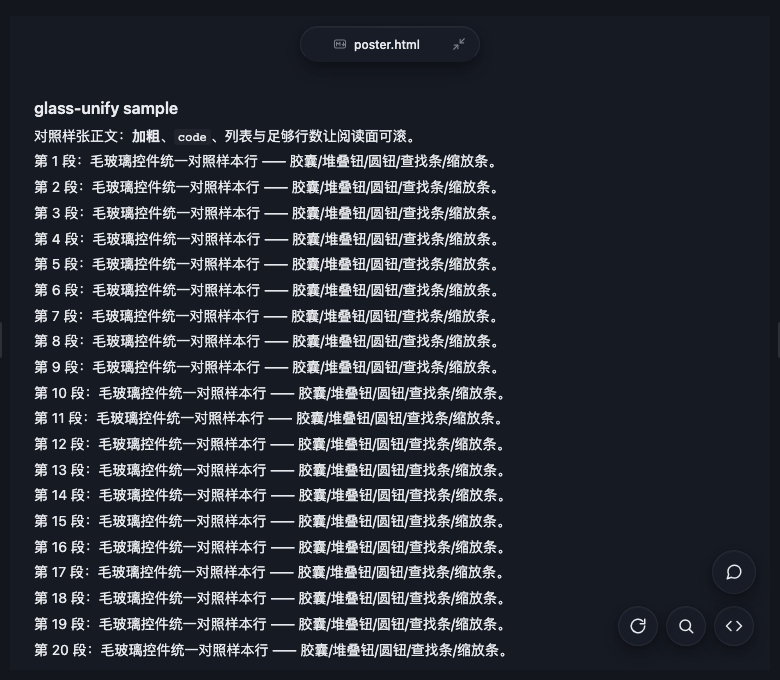 poster.html
glass-unify sample
对照样张正文：加粗、code、列表与足够行数让阅读面可滚。
第 1 段：毛玻璃控件统一对照样本行 —— 胶囊/堆叠钮/圆钮/查找条/缩放条。
第 2 段：毛玻璃控件统一对照样本行 —— 胶囊/堆叠钮/圆钮/查找条/缩放条。
第 3 段：毛玻璃控件统一对照样本行 —— 胶囊/堆叠钮/圆钮/查找条/缩放条。
第 4 段：毛玻璃控件统一对照样本行 —— 胶囊/堆叠钮/圆钮/查找条/缩放条。
第 5 段：毛玻璃控件统一对照样本行 —— 胶囊/堆叠钮/圆钮/查找条/缩放条。
第 6 段：毛玻璃控件统一对照样本行 —— 胶囊/堆叠钮/圆钮/查找条/缩放条。
第 7 段：毛玻璃控件统一对照样本行 —— 胶囊/堆叠钮/圆钮/查找条/缩放条。
第 8 段：毛玻璃控件统一对照样本行 —— 胶囊/堆叠钮/圆钮/查找条/缩放条。
第 9 段：毛玻璃控件统一对照样本行 —— 胶囊/堆叠钮/圆钮/查找条/缩放条。
第 10 段：毛玻璃控件统一对照样本行 —— 胶囊/堆叠钮/圆钮/查找条/缩放条。
第 11 段：毛玻璃控件统一对照样本行 —— 胶囊/堆叠钮/圆钮/查找条/缩放条。
第 12 段：毛玻璃控件统一对照样本行 —— 胶囊/堆叠钮/圆钮/查找条/缩放条。
第 13 段：毛玻璃控件统一对照样本行 —— 胶囊/堆叠钮/圆钮/查找条/缩放条。
第 14 段：毛玻璃控件统一对照样本行 —— 胶囊/堆叠钮/圆钮/查找条/缩放条。
第 15 段：毛玻璃控件统一对照样本行 —— 胶囊/堆叠钮/圆钮/查找条/缩放条。
第 16 段：毛玻璃控件统一对照样本行 —— 胶囊/堆叠钮/圆钮/查找条/缩放条。
第 17 段：毛玻璃控件统一对照样本行 —— 胶囊/堆叠钮/圆钮/查找条/缩放条。
第 18 段：毛玻璃控件统一对照样本行 —— 胶囊/堆叠钮/圆钮/查找条/缩放条。
第 19 段：毛玻璃控件统一对照样本行 —— 胶囊/堆叠钮/圆钮/查找条/缩放条。
第 20 段：毛玻璃控件统一对照样本行 —— 胶囊/堆叠钮/圆钮/查找条/缩放条。